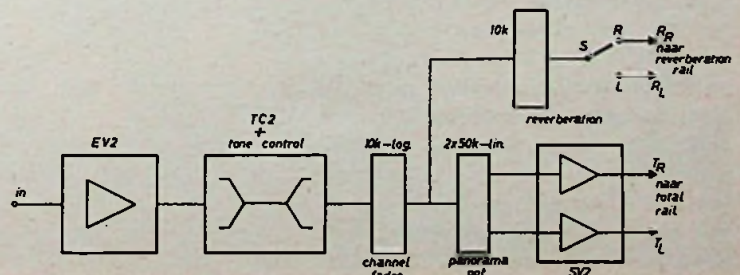 10k
S
R
R_R
naar
reverberation
rail
L
R_L
reverberation
EV2
TC2
+
tone control
10k-log.
2x50k-lin.
in
T_R
naar
total
rail
T_L
channel
fader
panorama
pot
SV2